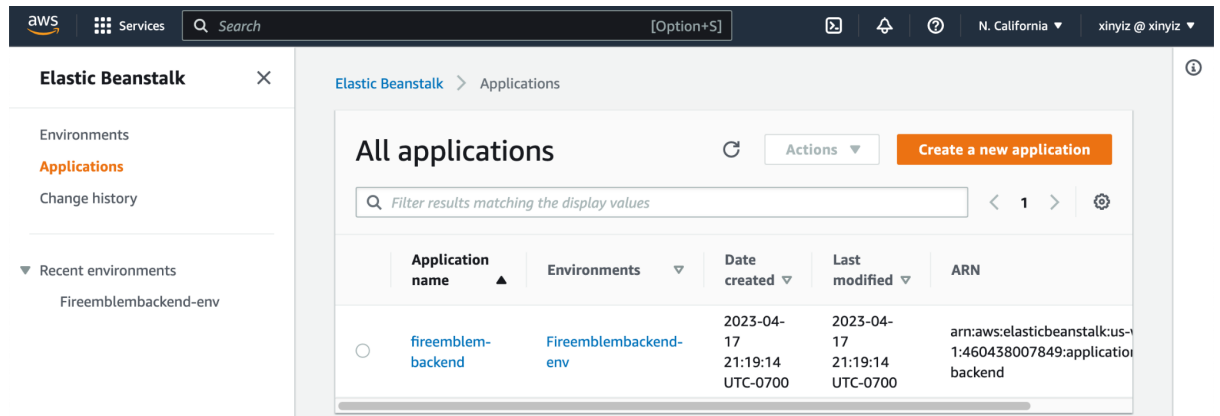 aws
Services
Search
[Option+S]
N. California ▼
xinyiz @ xinyiz ▼
Elastic Beanstalk
Environments
Applications
Change history
Recent environments
Fireemblembackend-env
Elastic Beanstalk > Applications
All applications
Actions ▼
Create a new application
Filter results matching the display values
1
Application
name
Environments
Date
created
Last
modified
ARN
fireemblem-
backend
Fireemblembackend-
env
2023-04-
17
21:19:14
UTC-0700
2023-04-
17
21:19:14
UTC-0700
arn:aws:elasticbeanstalk:us-
1:460438007849:application
backend